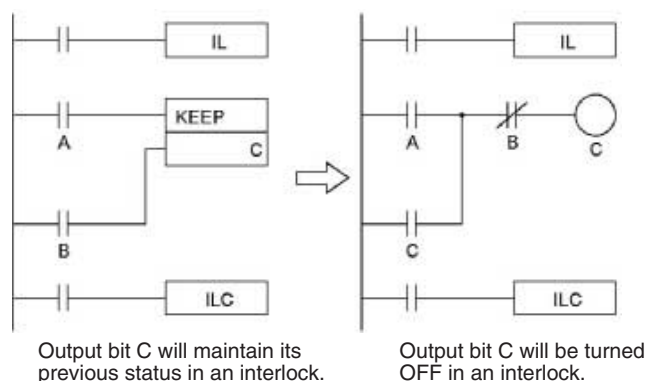 IL
A
KEEP
C
B
ILC
Output bit C will maintain its
previous status in an interlock.
IL
A
B
C
C
ILC
Output bit C will be turned
OFF in an interlock.